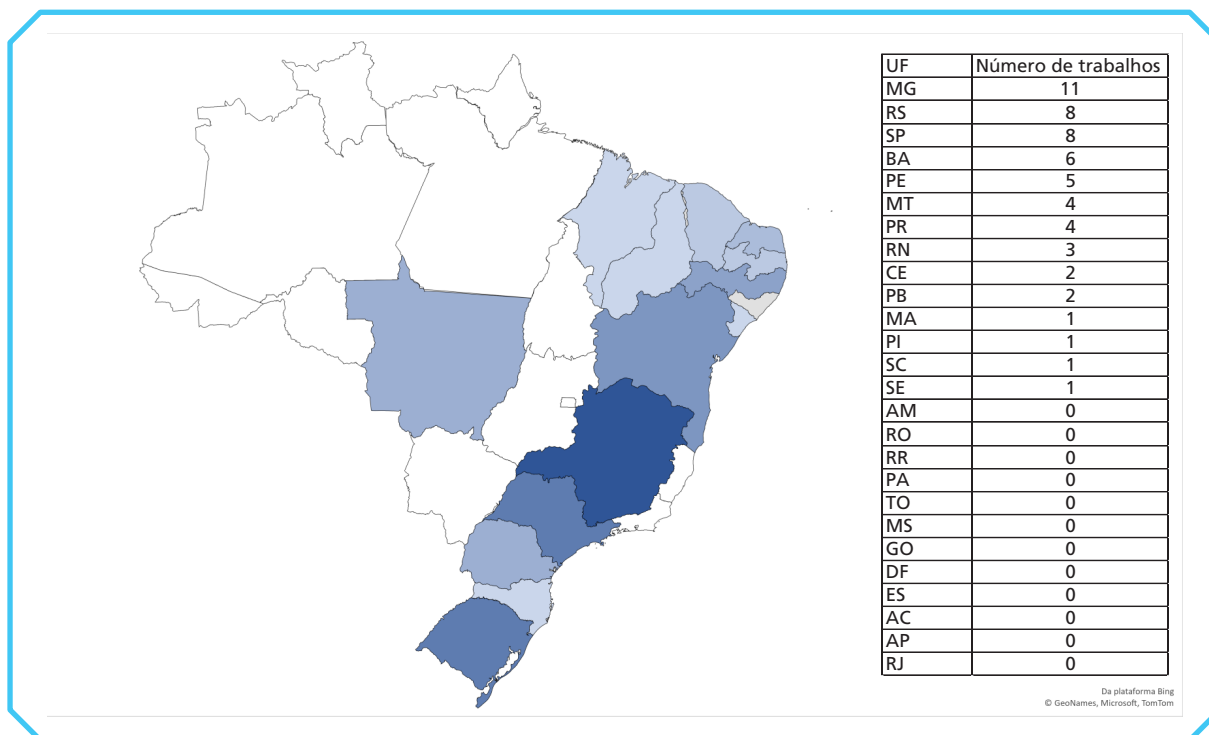 UF Número de trabalhos
MG 11
RS 8
SP 8
BA 6
PE 5
MT 4
PR 4
RN 3
CE 2
PB 2
MA 1
PI 1
SC 1
SE 1
AM 0
RO 0
RR 0
PA 0
TO 0
MS 0
GO 0
DF 0
ES 0
AC 0
AP 0
RJ 0
Da plataforma Bing
© GeoNames, Microsoft, TomTom